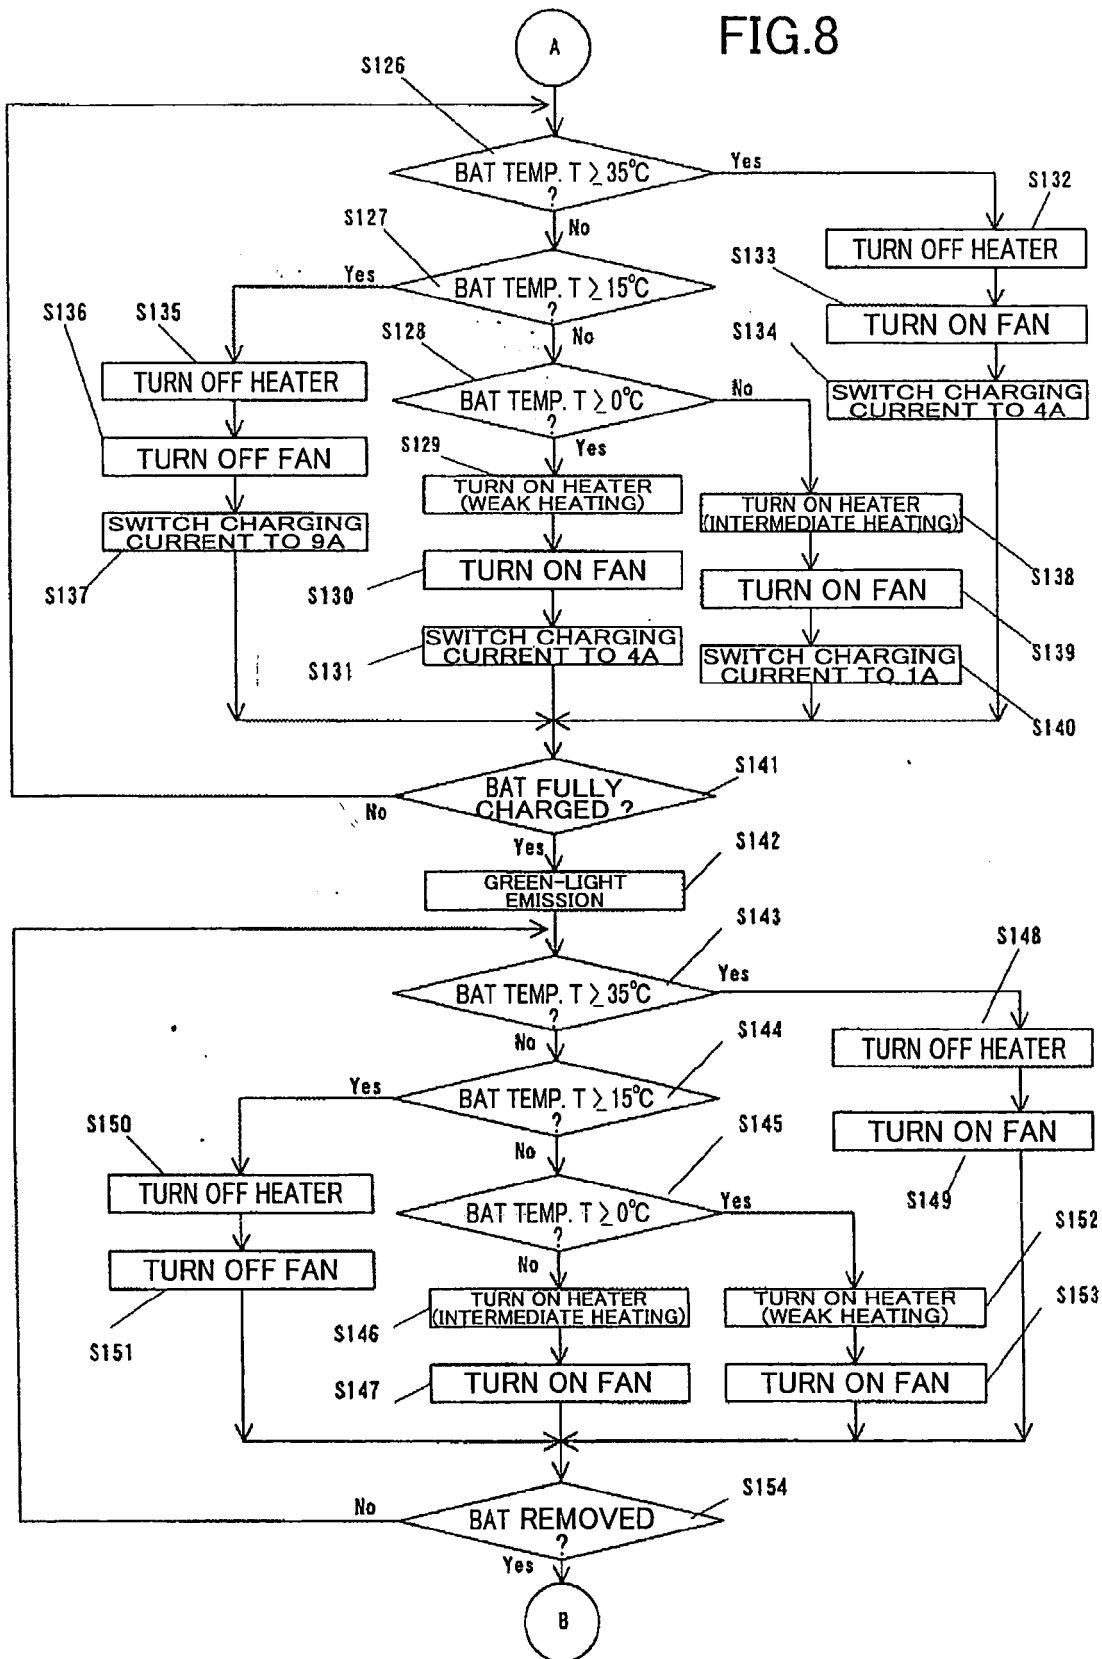 FIG.8
A
S126
BAT TEMP. T ≥ 35°C
?
Yes
No
S132
TURN OFF HEATER
S127
S133
Yes
BAT TEMP. T ≥ 15°C
?
No
TURN ON FAN
S136
S135
S128
S134
TURN OFF HEATER
BAT TEMP. T ≥ 0°C
?
No
Yes
SWITCH CHARGING
CURRENT TO 4A
TURN OFF FAN
S129
TURN ON HEATER
(WEAK HEATING)
TURN ON HEATER
(INTERMEDIATE HEATING)
SWITCH CHARGING
CURRENT TO 9A
S137
S130
TURN ON FAN
S138
TURN ON FAN
S131
SWITCH CHARGING
CURRENT TO 4A
S139
SWITCH CHARGING
CURRENT TO 1A
S140
S141
BAT FULLY
CHARGED ?
No
Yes
S142
GREEN-LIGHT
EMISSION
S143
S148
BAT TEMP. T ≥ 35°C
?
Yes
No
S144
TURN OFF HEATER
Yes
BAT TEMP. T ≥ 15°C
?
No
S150
S145
TURN ON FAN
S149
TURN OFF HEATER
BAT TEMP. T ≥ 0°C
?
Yes
No
S152
TURN OFF FAN
S151
S146
TURN ON HEATER
(INTERMEDIATE HEATING)
TURN ON HEATER
(WEAK HEATING)
S153
S147
TURN ON FAN
TURN ON FAN
S154
No
BAT REMOVED
?
Yes
B